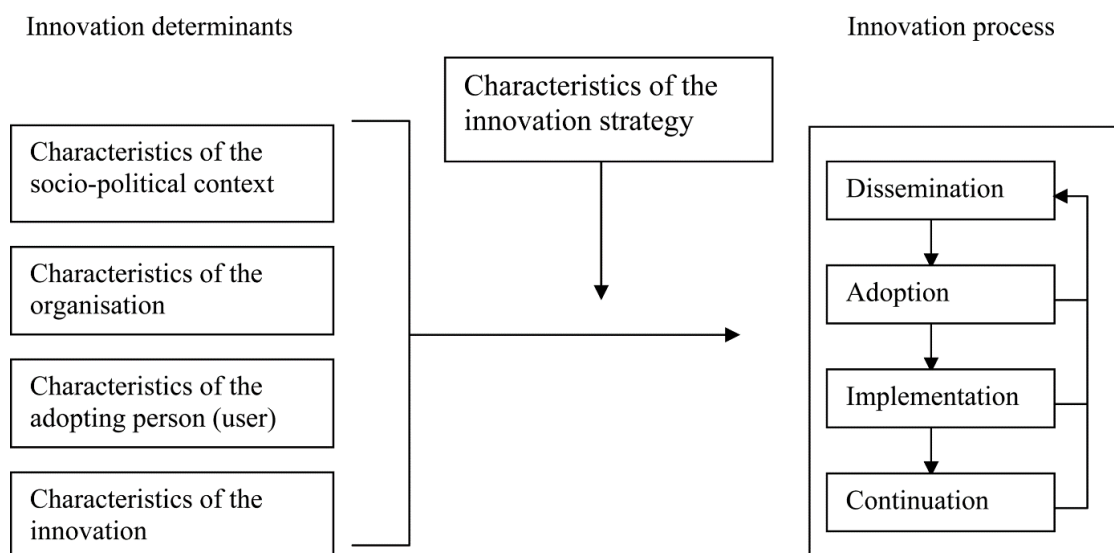 Innovation determinants
Innovation process
Characteristics of the
innovation strategy
Characteristics of the
socio-political context
Characteristics of the
organisation
Characteristics of the
adopting person (user)
Characteristics of the
innovation
Dissemination
Adoption
Implementation
Continuation